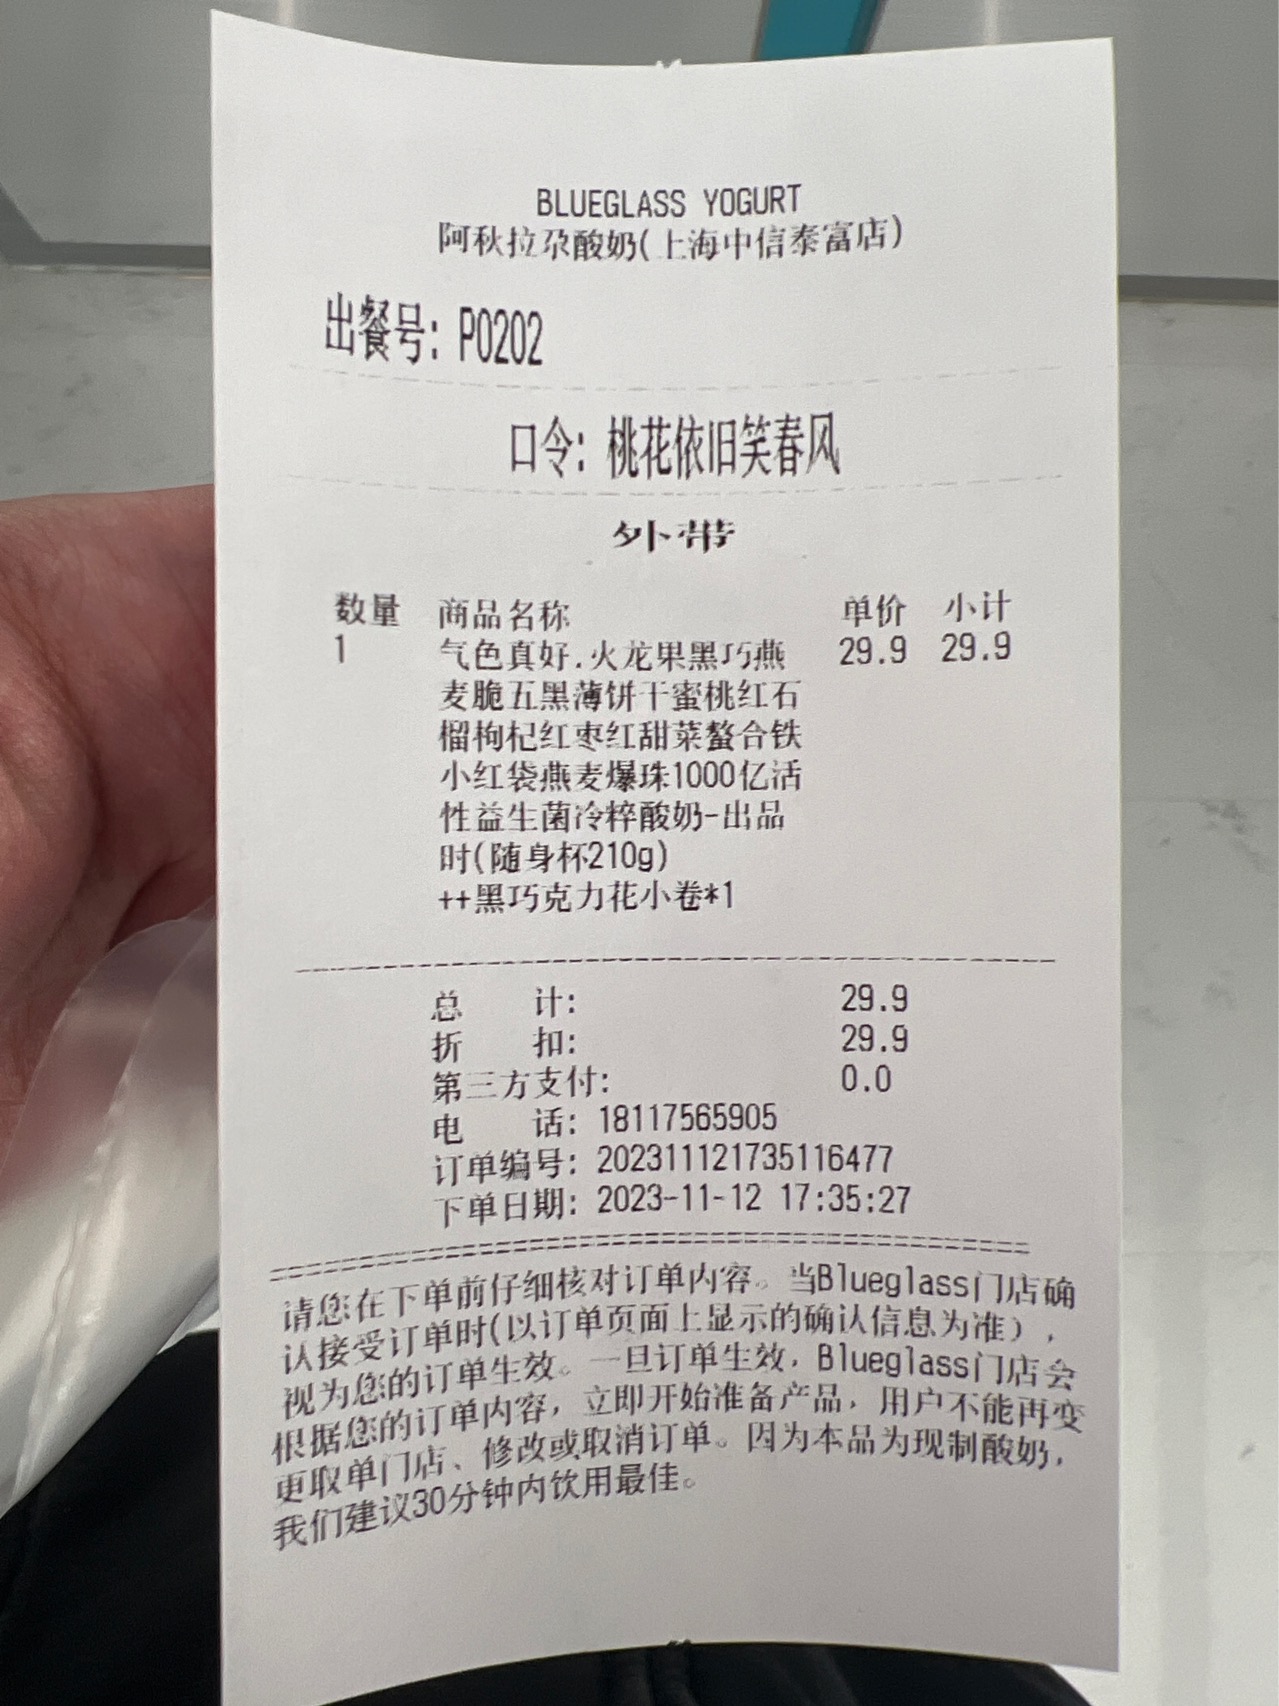 BLUEGLASS YOGURT
阿秋拉尕酸奶(上海中信泰富店)
出餐号: P0202
口令: 桃花依旧笑春风
外带
数量 商品名称 单价 小计
1 气色真好.火龙果黑巧燕 29.9 29.9
麦脆五黑薄饼干蜜桃红石
榴枸杞红枣红甜菜螯合铁
小红袋燕麦爆珠1000亿活
性益生菌冷粹酸奶-出品
时(随身杯210g)
++黑巧克力花小卷*1
总 计: 29.9
折 扣: 29.9
第三方支付: 0.0
电 话: 18117565905
订单编号: 202311121735116477
下单日期: 2023-11-12 17:35:27
请您在下单前仔细核对订单内容。当Blueglass门店确
认接受订单时(以订单页面上显示的确认信息为准),
视为您的订单生效。一旦订单生效,Blueglass门店会
根据您的订单内容,立即开始准备产品,用户不能再变
更取单门店、修改或取消订单。因为本品为现制酸奶,
我们建议30分钟内饮用最佳。